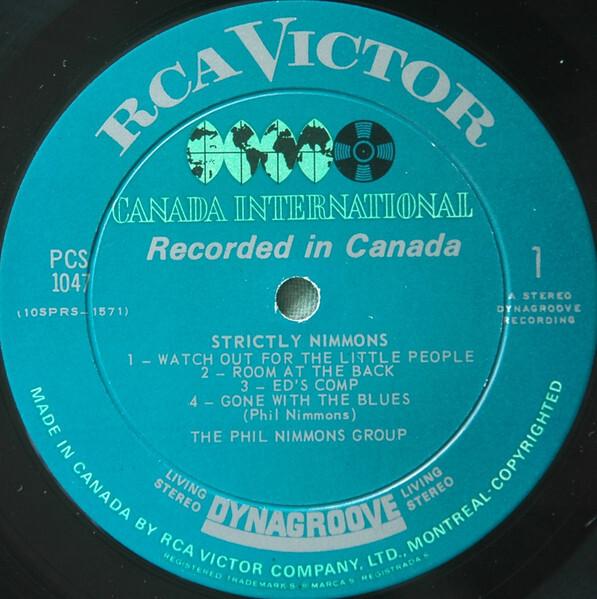 RCA VICTOR
CANADA INTERNATIONAL
Recorded in Canada
PCS
1047
(10SPRS-1571)
1
A STEREO
DYNAGROOVE
RECORDING
STRICTLY NIMMONS
1 - WATCH OUT FOR THE LITTLE PEOPLE
2 - ROOM AT THE BACK
3 - ED'S COMP
4 - GONE WITH THE BLUES
(Phil Nimmons)
THE PHIL NIMMONS GROUP
LIVING
STEREO
DYNAGROOVE
LIVING
STEREO
MADE IN CANADA BY RCA VICTOR COMPANY, LTD., MONTREAL-COPYRIGHTED
REGISTERED TRADEMARKS. MARCAS REGISTRADAS